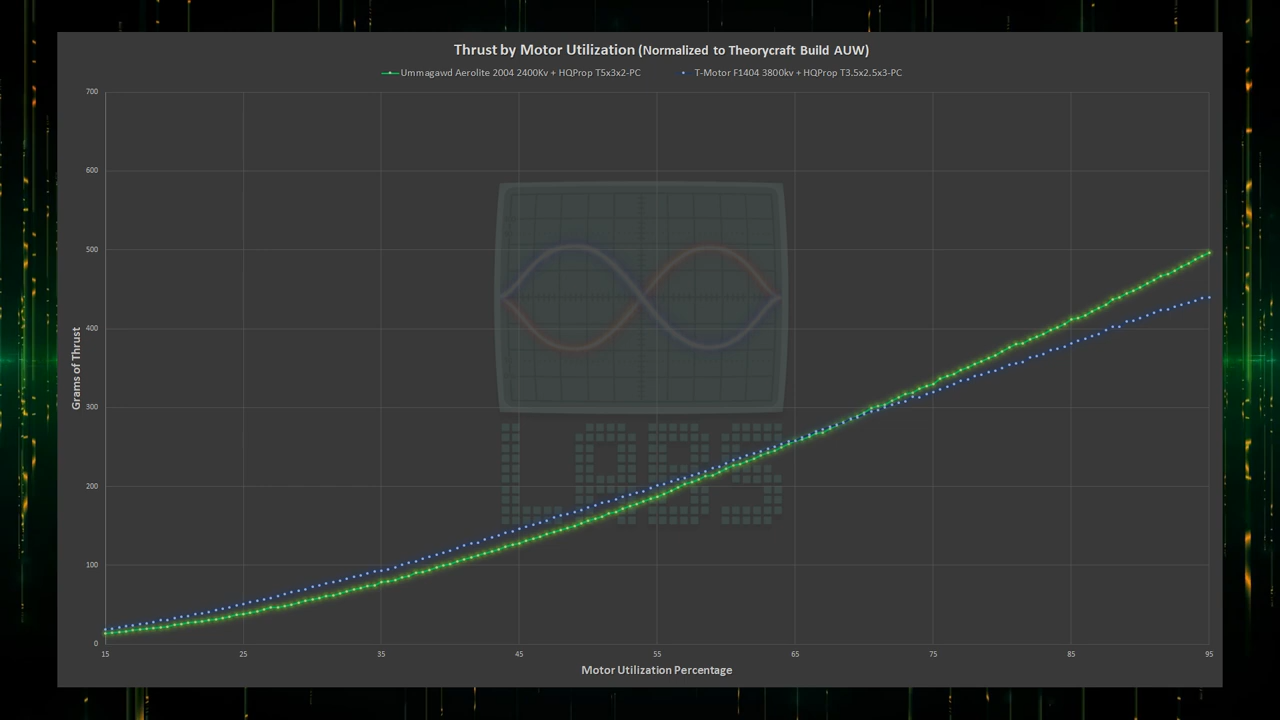 Thrust by Motor Utilization (Normalized to Theorycraft Build AUW)
Ummagawd Aerolite 2004 2400Kv + HQProp T5x3x2-PC
T-Motor F1404 3800kv + HQProp T3.5x2.5x3-PC
700
600
500
400
300
200
100
0
Grams of Thrust
LABS
15 25 35 45 55 65 75 85 95
Motor Utilization Percentage